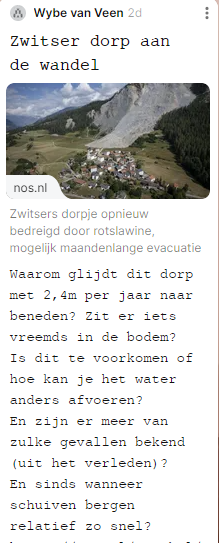 Wybe van Veen 2d
Zwitser dorp aan
de wandel
nos.nl
Zwitsers dorpje opnieuw
bedreigd door rotslawine,
mogelijk maandenlange evacuatie
Waarom glijdt dit dorp
met 2,4m per jaar naar
beneden? Zit er iets
vreemds in de bodem?
Is dit te voorkomen of
hoe kan je het water
anders afvoeren?
En zijn er meer van
zulke gevallen bekend
(uit het verleden)?
En sinds wanneer
schuiven bergen
relatief zo snel?